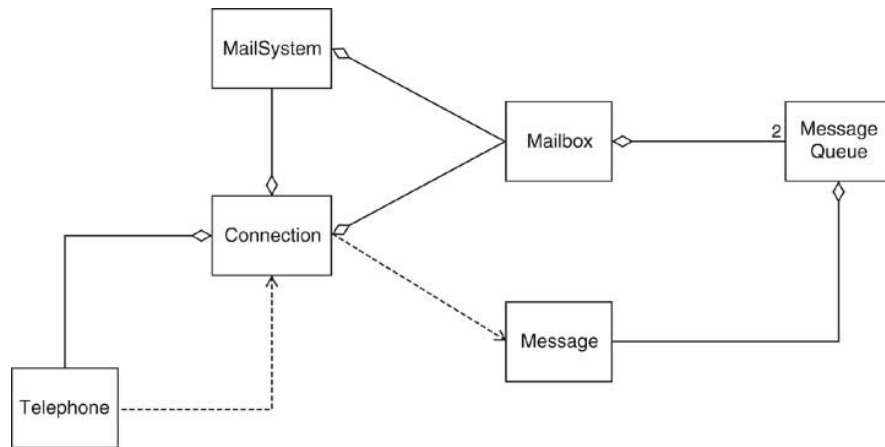 MailSystem
Mailbox
2
Message
Queue
Connection
Message
Telephone